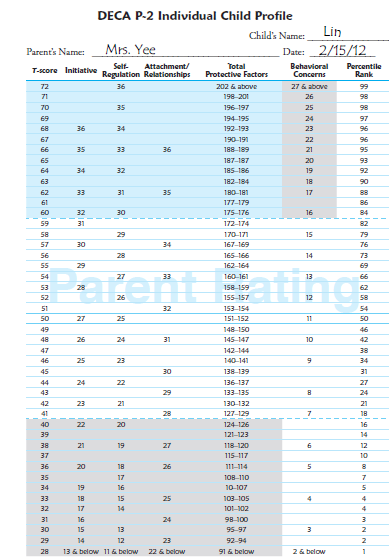 DECA P-2 Individual Child Profile
Child's Name: Lin
Parent's Name: Mrs. Yee Date: 2/15/12
T-score Initiative Self-Regulation Attachment/Relationships Total Protective Factors Behavioral Concerns Percentile Rank
72 36 202 & above 27 & above 99
71 198-201 26 98
70 35 196-197 25 98
69 194-195 24 97
68 36 34 192-193 23 96
67 190-191 22 96
66 35 33 36 188-189 21 95
65 187-187 20 93
64 34 32 185-186 19 92
63 182-184 18 90
62 33 31 35 180-181 17 88
61 177-179 86
60 32 30 175-176 16 84
59 31 172-174 82
58 29 170-171 15 79
57 30 34 167-169 76
56 28 165-166 14 73
55 29 162-164 69
54 27 33 160-161 13 66
53 28 158-159 62
52 26 155-157 12 58
51 32 153-154 54
50 27 25 151-152 11 50
49 148-150 46
48 26 24 31 145-147 10 42
47 142-144 38
46 25 23 140-141 9 34
45 30 138-139 31
44 24 22 136-137 27
43 29 133-135 8 24
42 23 21 130-132 21
41 28 127-129 7 18
40 22 20 124-126 16
39 121-123 14
38 21 19 27 118-120 6 12
37 115-117 10
36 20 18 26 111-114 5 8
35 17 108-110 7
34 19 16 10-107 5
33 18 15 25 103-105 4 4
32 17 14 101-102 4
31 16 24 98-100 3
30 15 13 95-97 3 2
29 14 12 23 92-94 2
28 13 & below 11 & below 22 & below 91 & below 2 & below 1
Parent Rating